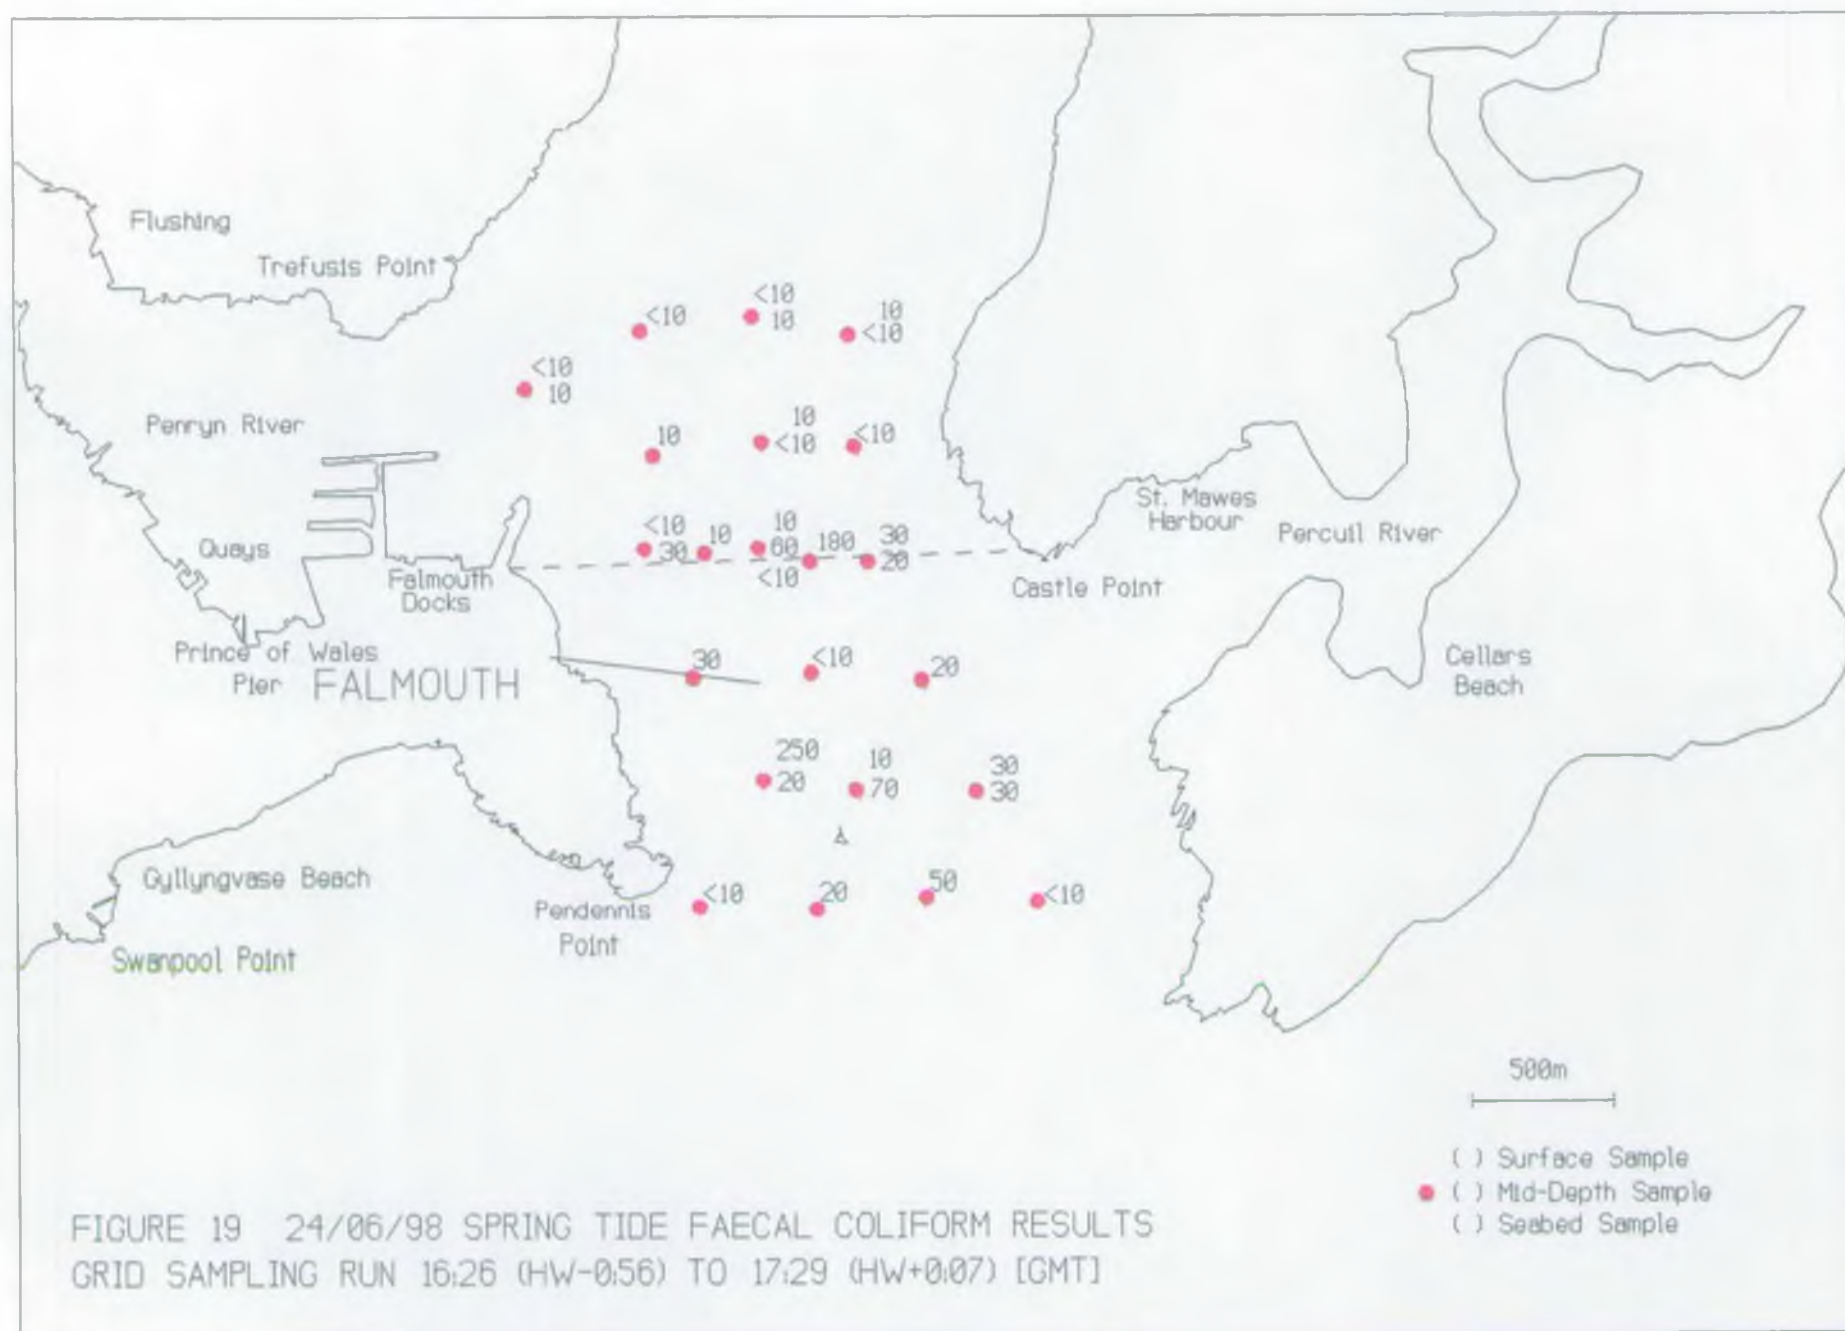 Flushing
Trefusis Point
<10
<10
10
10
<10
<10
10
Penryn River
10
10
<10
<10
St. Mawes
Harbour
Percuil River
Quays
Falmouth
Docks
<10
30
10
10
60
<10
180
30
20
Castle Point
Prince of Wales
Pier
FALMOUTH
30
<10
20
Cellars
Beach
250
20
10
70
30
30
Gyllyngvase Beach
Swanpool Point
Pendennis
Point
<10
20
50
<10
500m
( ) Surface Sample
( ) Mid-Depth Sample
( ) Seabed Sample
FIGURE 19 24/06/98 SPRING TIDE FAECAL COLIFORM RESULTS
GRID SAMPLING RUN 16:26 (HW-0:56) TO 17:29 (HW+0:07) [GMT]